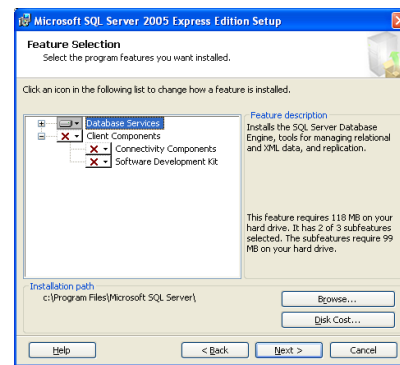 Microsoft SQL Server 2005 Express Edition Setup
Feature Selection
Select the program features you want installed.
Click an icon in the following list to change how a feature is installed.
Database Services
Client Components
Connectivity Components
Software Development Kit
Feature description
Installs the SQL Server Database
Engine, tools for managing relational
and XML data, and replication.
This feature requires 118 MB on your
hard drive. It has 2 of 3 subfeatures
selected. The subfeatures require 99
MB on your hard drive.
Installation path
c:\Program Files\Microsoft SQL Server\
Browse...
Disk Cost...
Help
< Back
Next >
Cancel